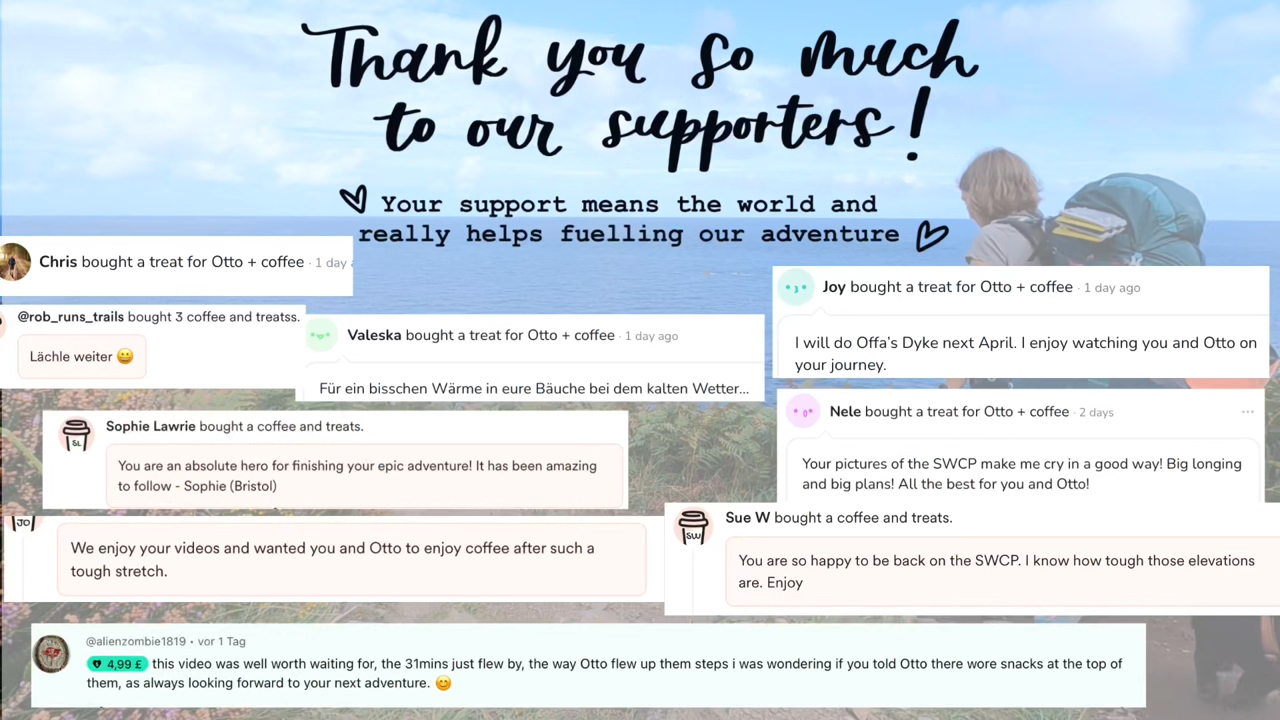 Thank you so much
to our supporters!
Your support means the world and
really helps fuelling our adventure
Chris bought a treat for Otto + coffee · 1 day
@rob_runs_trails bought 3 coffee and treatss.
Lächle weiter 😀
Valeska bought a treat for Otto + coffee · 1 day ago
Für ein bisschen Wärme in eure Bäuche bei dem kalten Wetter...
Joy bought a treat for Otto + coffee · 1 day ago
I will do Offa's Dyke next April. I enjoy watching you and Otto on
your journey.
Nele bought a treat for Otto + coffee · 2 days
Your pictures of the SWCP make me cry in a good way! Big longing
and big plans! All the best for you and Otto!
SL
Sophie Lawrie bought a coffee and treats.
You are an absolute hero for finishing your epic adventure! It has been amazing
to follow - Sophie (Bristol)
JO
We enjoy your videos and wanted you and Otto to enjoy coffee after such a
tough stretch.
SW
Sue W bought a coffee and treats.
You are so happy to be back on the SWCP. I know how tough those elevations
are. Enjoy
@alienzombie1819 • vor 1 Tag
4,99 £ this video was well worth waiting for, the 31mins just flew by, the way Otto flew up them steps i was wondering if you told Otto there wore snacks at the top of
them, as always looking forward to your next adventure. 😊